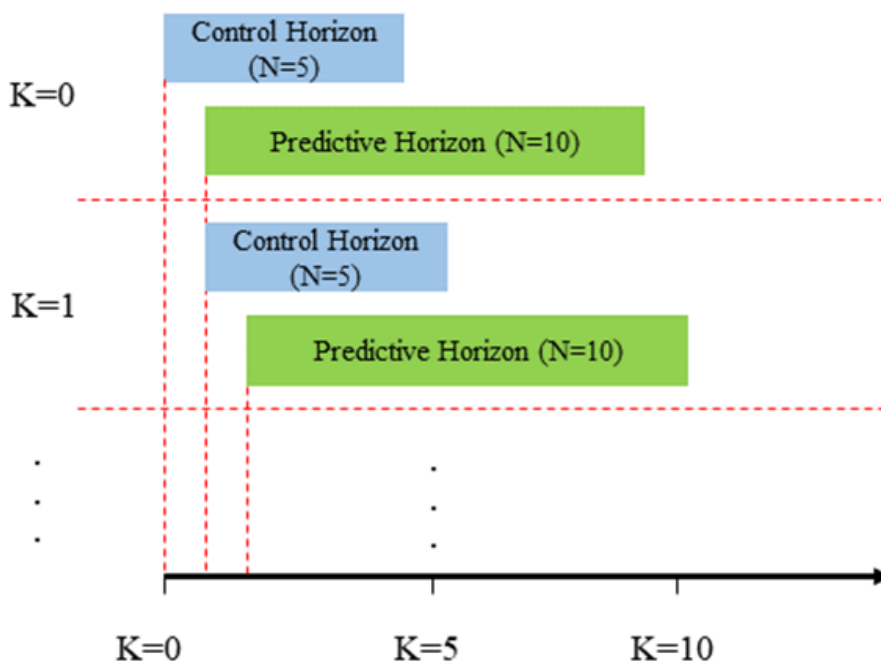 Control Horizon
(N=5)
K=0
Predictive Horizon (N=10)
Control Horizon
(N=5)
K=1
Predictive Horizon (N=10)
K=0
K=5
K=10